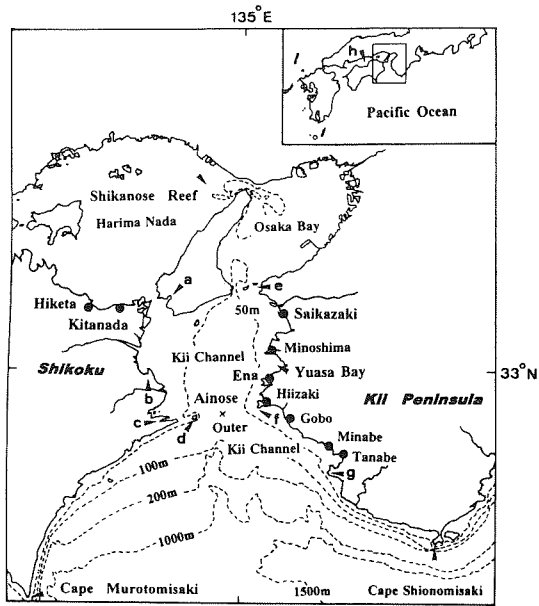 135°E
h
Pacific Ocean
Shikanose Reef
Harima Nada
Osaka Bay
a
e
50m
Hiketa
Kitanada
Saikazaki
Kii Channel
Minoshima
Shikoku
Yuasa Bay
33°N
Ena
b
Ainose
Hiizaki
Kii Peninsula
c
Outer
f
Gobo
d
Kii Channel
Minabe
100m
Tanabe
g
200m
1000m
Cape Murotomisaki
1500m
Cape Shionomisaki